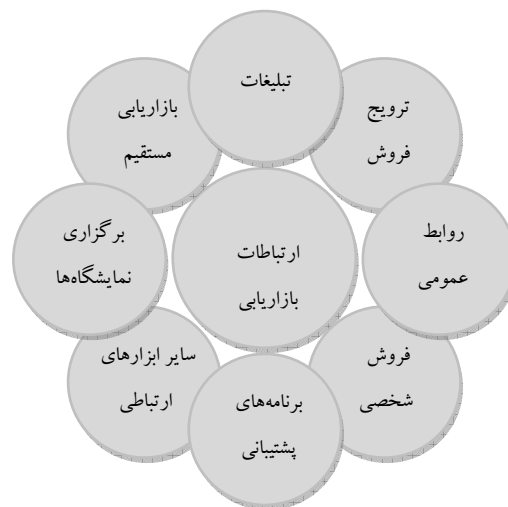 تبلیغات
ترویج
فروش
روابط
عمومی
فروش
شخصی
برنامه‌های
پشتیبانی
سایر ابزارهای
ارتباطی
برگزاری
نمایشگاه‌ها
بازاریابی
مستقیم
ارتباطات
بازاریابی